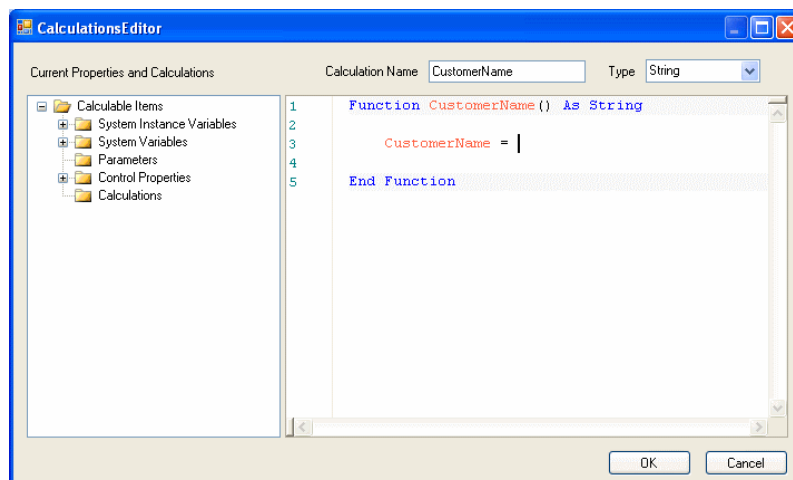 CalculationsEditor
Current Properties and Calculations
Calculation Name CustomerName Type String
Calculable Items
System Instance Variables
System Variables
Parameters
Control Properties
Calculations
1 Function CustomerName() As String
2
3 CustomerName =
4
5 End Function
OK Cancel